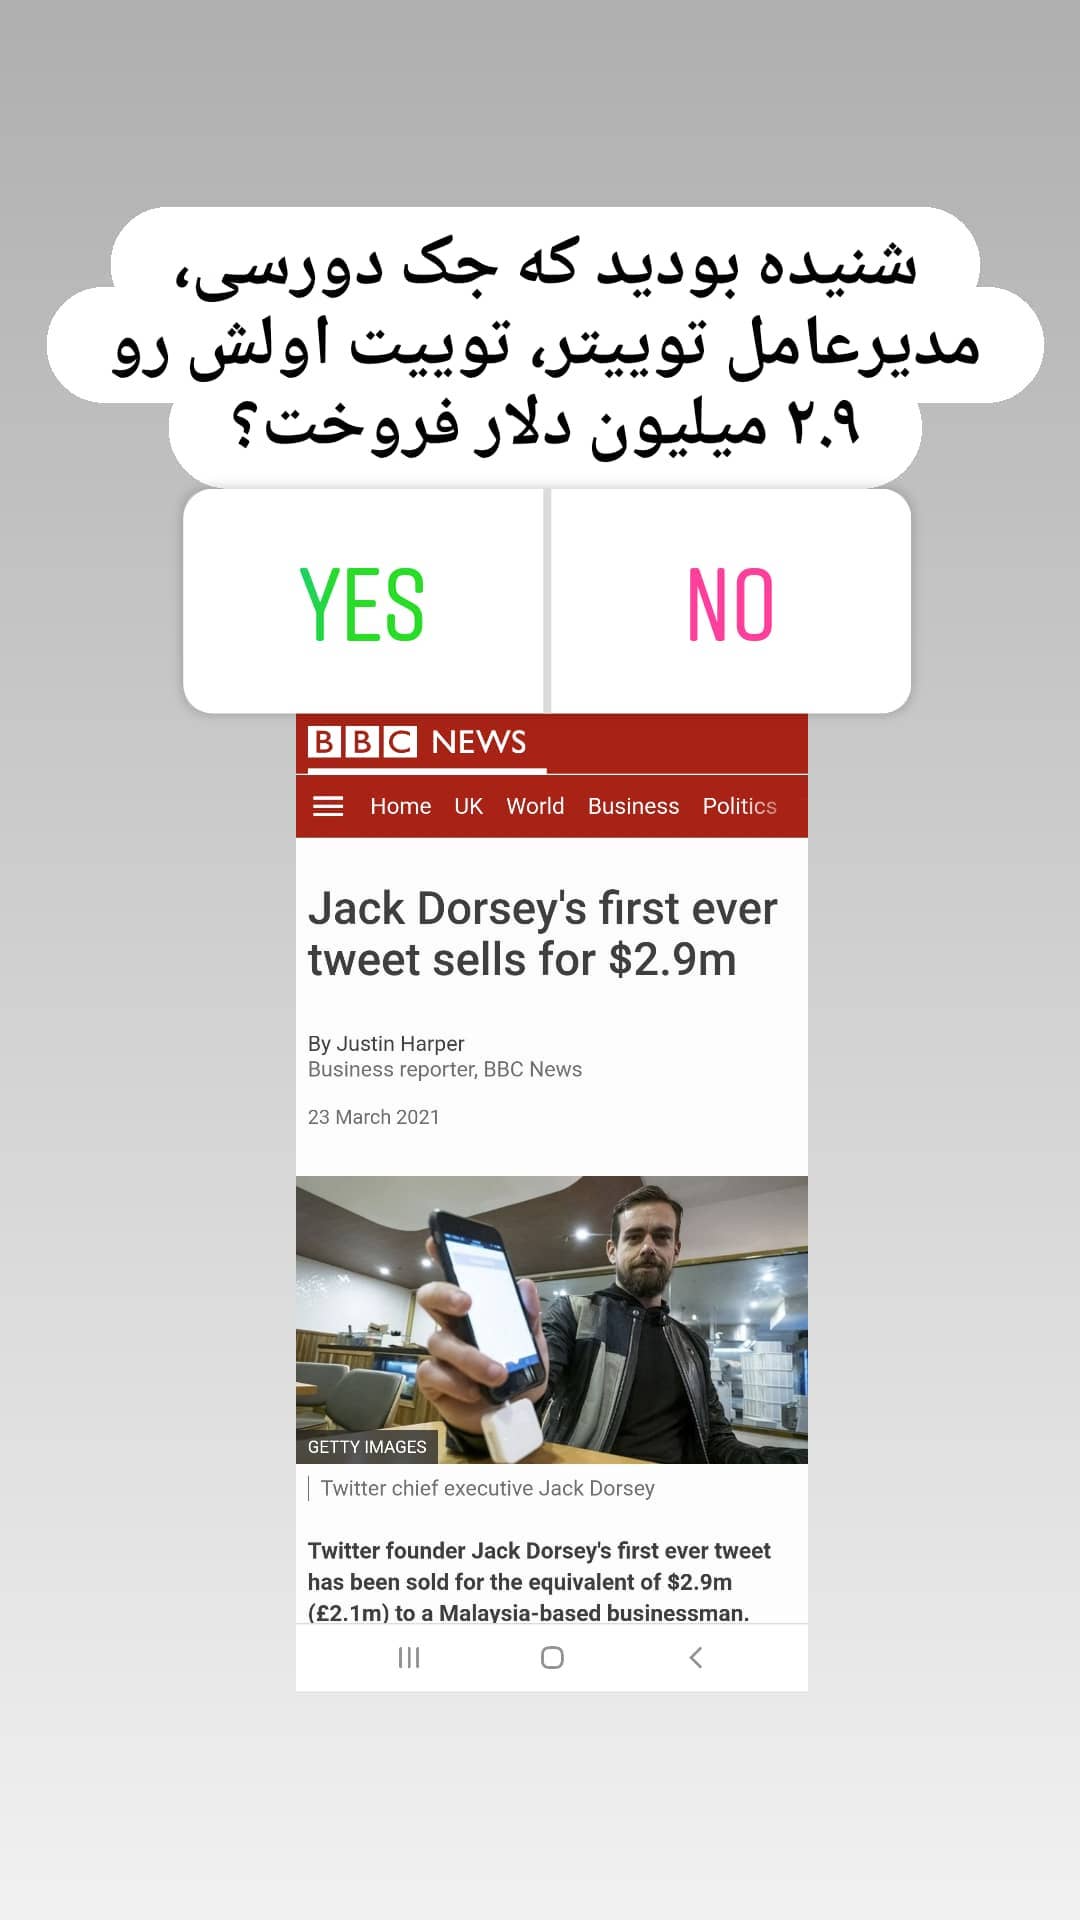 شنیده بودید که جک دورسی،
مدیرعامل توییتر، توییت اولش رو
۲.۹ میلیون دلار فروخت؟
YES
NO
BBC NEWS
Home UK World Business Politics
Jack Dorsey's first ever
tweet sells for $2.9m
By Justin Harper
Business reporter, BBC News
23 March 2021
GETTY IMAGES
Twitter chief executive Jack Dorsey
Twitter founder Jack Dorsey's first ever tweet
has been sold for the equivalent of $2.9m
(£2.1m) to a Malaysia-based businessman.